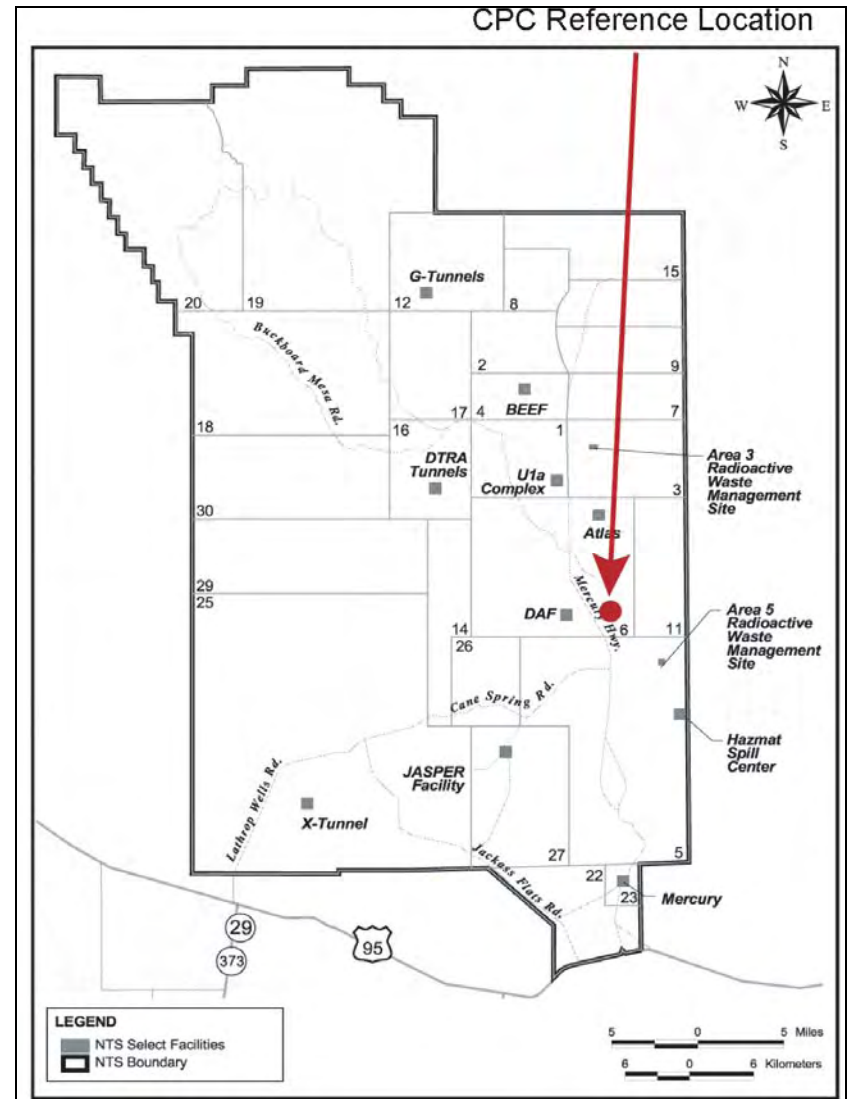 CPC Reference Location
N
W E
S
15
G-Tunnels
20 19 12 8
Buckboard Mesa Rd.
2 9
BEEF
17 4 7
18 16 1
DTRA
Tunnels
U1a
Complex
Area 3
Radioactive
Waste
Management
Site
3
30
Atlas
29
25
Mercury Hwy.
DAF
14 6 11
26
Area 5
Radioactive
Waste
Management
Site
Cane Spring Rd.
Hazmat
Spill
Center
JASPER
Facility
Lathrop Wells Rd.
X-Tunnel
Jackass Flats Rd.
27 5
22
23
Mercury
29
95
373
LEGEND
NTS Select Facilities
NTS Boundary
5 0 5 Miles
6 0 6 Kilometers